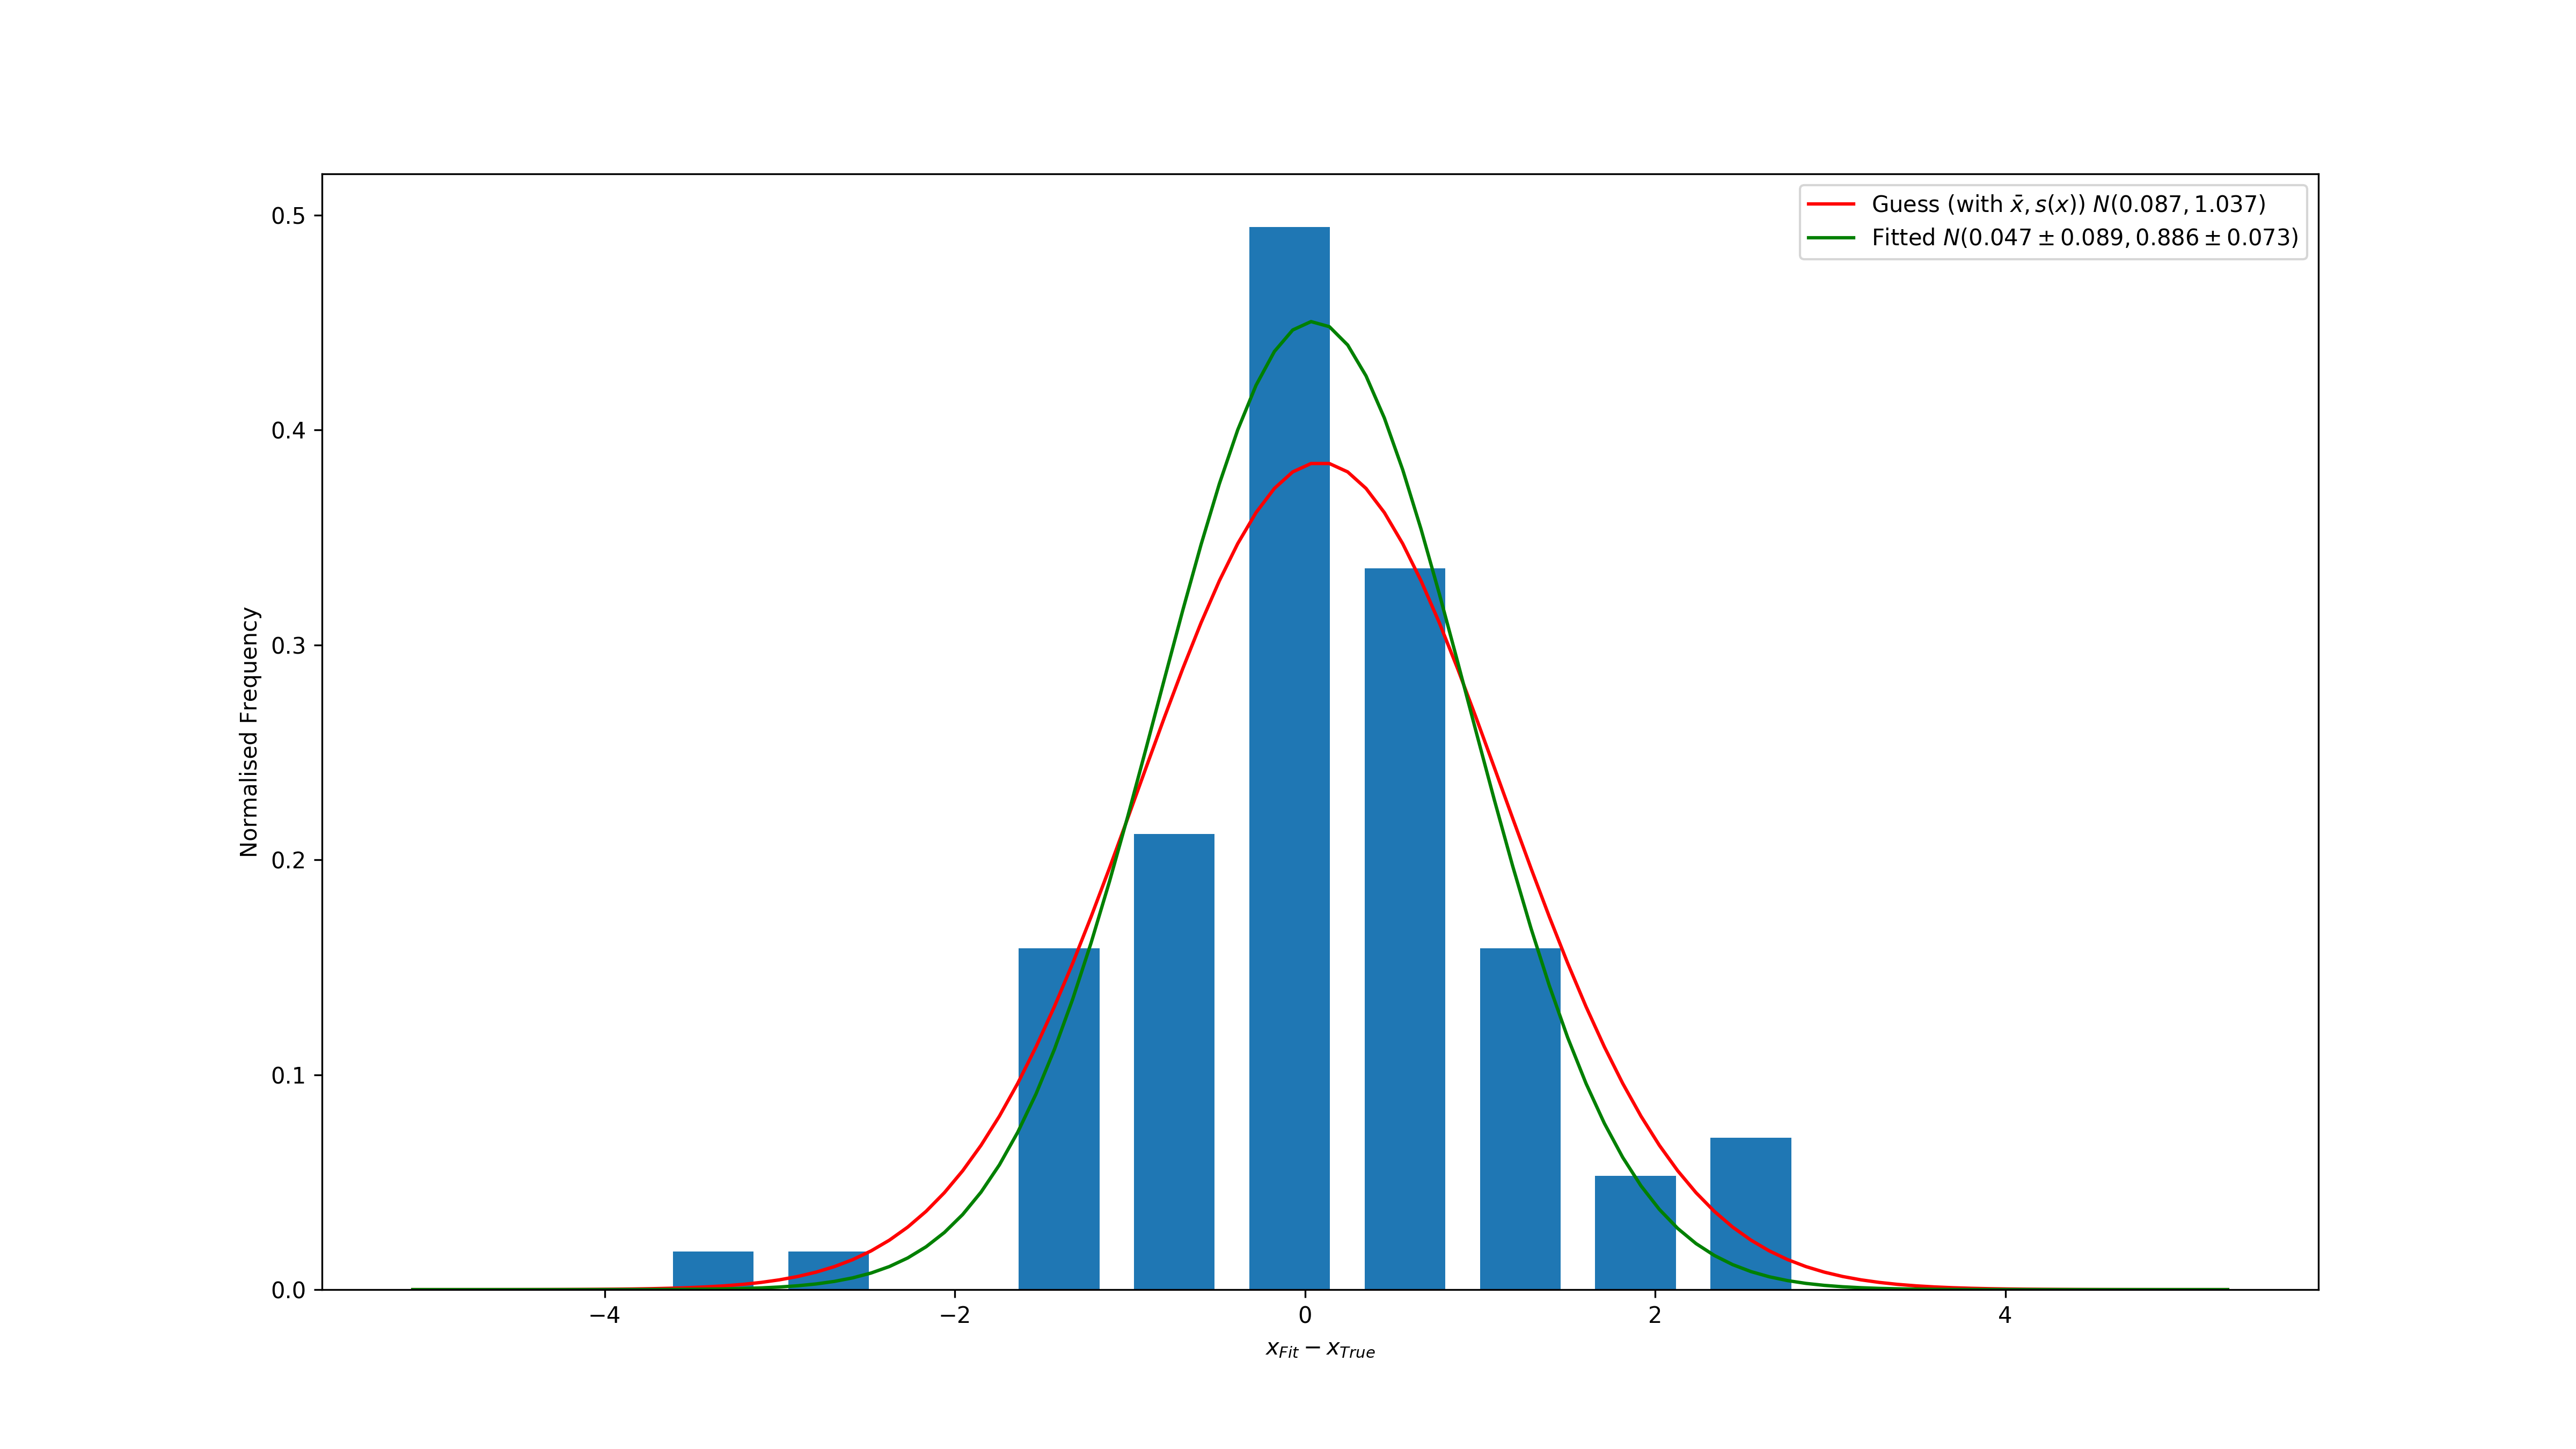 Guess (with x̄, s(x)) N(0.087, 1.037)
Fitted N(0.047 ± 0.089, 0.886 ± 0.073)
0.5
0.4
0.3
0.2
0.1
0.0
Normalised Frequency
−4 −2 0 2 4
x_Fit − x_True